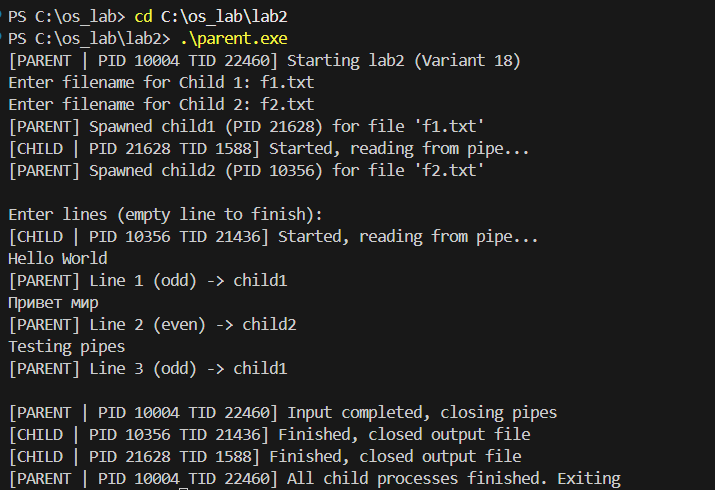 PS C:\os_lab> cd C:\os_lab\lab2
PS C:\os_lab\lab2> .\parent.exe
[PARENT | PID 10004 TID 22460] Starting lab2 (Variant 18)
Enter filename for Child 1: f1.txt
Enter filename for Child 2: f2.txt
[PARENT] Spawned child1 (PID 21628) for file 'f1.txt'
[CHILD | PID 21628 TID 1588] Started, reading from pipe...
[PARENT] Spawned child2 (PID 10356) for file 'f2.txt'

Enter lines (empty line to finish):
[CHILD | PID 10356 TID 21436] Started, reading from pipe...
Hello World
[PARENT] Line 1 (odd) -> child1
Привет мир
[PARENT] Line 2 (even) -> child2
Testing pipes
[PARENT] Line 3 (odd) -> child1

[PARENT | PID 10004 TID 22460] Input completed, closing pipes
[CHILD | PID 10356 TID 21436] Finished, closed output file
[CHILD | PID 21628 TID 1588] Finished, closed output file
[PARENT | PID 10004 TID 22460] All child processes finished. Exiting